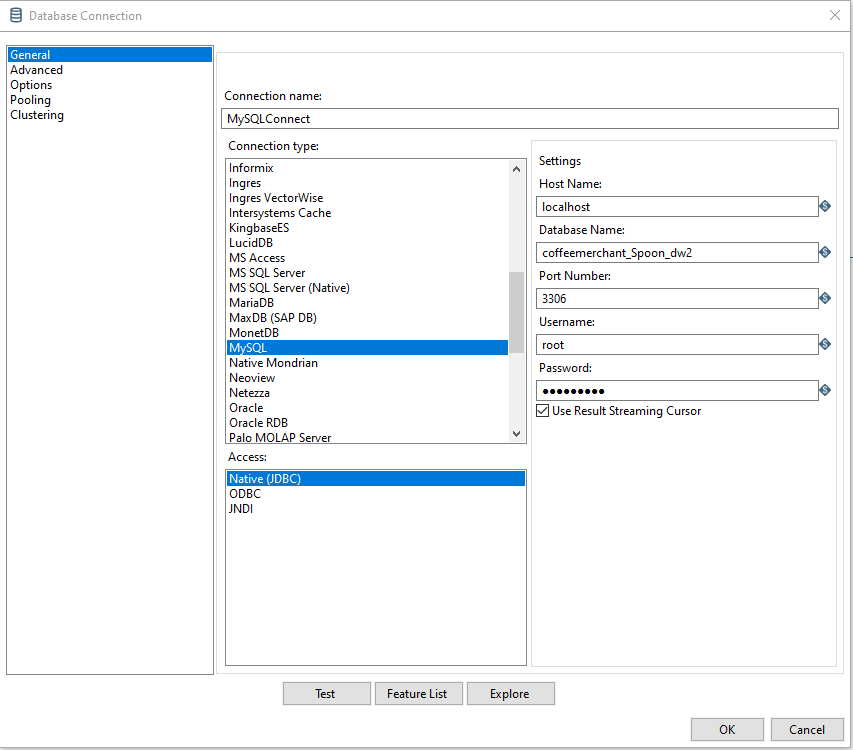 Database Connection
General
Advanced
Options
Pooling
Clustering
Connection name:
MySQLConnect
Connection type:
Informix
Ingres
Ingres VectorWise
Intersystems Cache
KingbaseES
LucidDB
MS Access
MS SQL Server
MS SQL Server (Native)
MariaDB
MaxDB (SAP DB)
MonetDB
MySQL
Native Mondrian
Neoview
Netezza
Oracle
Oracle RDB
Palo MOLAP Server
Access:
Native (JDBC)
ODBC
JNDI
Settings
Host Name:
localhost
Database Name:
coffeemerchant_Spoon_dw2
Port Number:
3306
Username:
root
Password:
●●●●●●●●●
Use Result Streaming Cursor
Test
Feature List
Explore
OK
Cancel